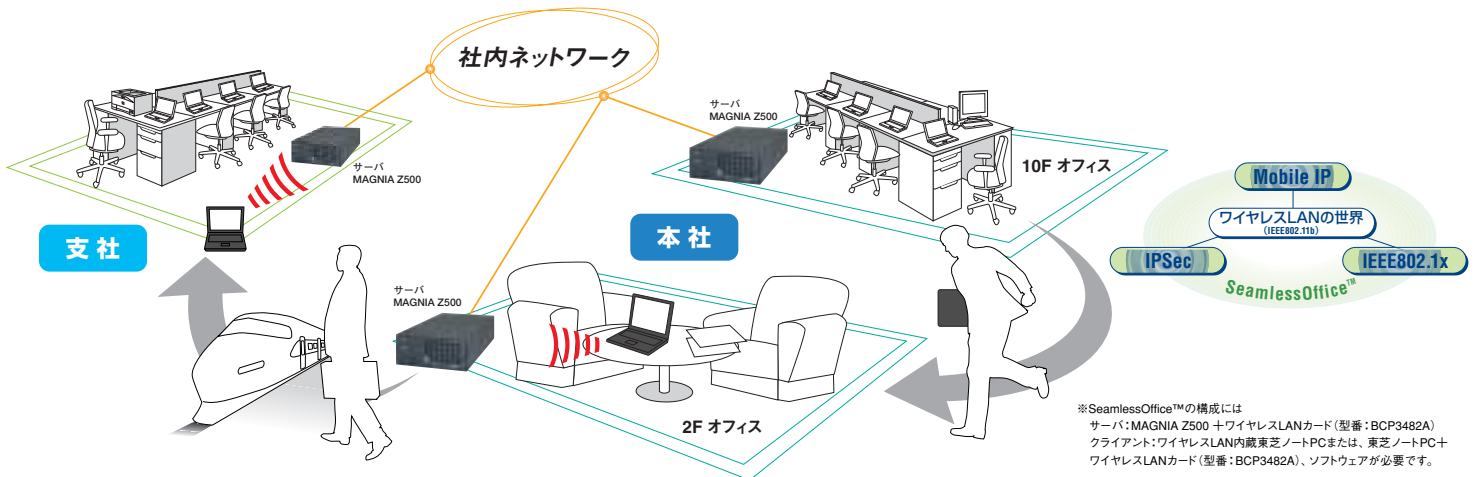 社内ネットワーク
サーバ
MAGNIA Z500
サーバ
MAGNIA Z500
10F オフィス
支社
本社
サーバ
MAGNIA Z500
2F オフィス
Mobile IP
ワイヤレスLANの世界
(IEEE802.11b)
IPSec
IEEE802.1x
SeamlessOffice™
※SeamlessOffice™の構成には
サーバ:MAGNIA Z500 +ワイヤレスLANカード(型番:BCP3482A)
クライアント:ワイヤレスLAN内蔵東芝ノートPCまたは、東芝ノートPC+
ワイヤレスLANカード(型番:BCP3482A)、ソフトウェアが必要です。